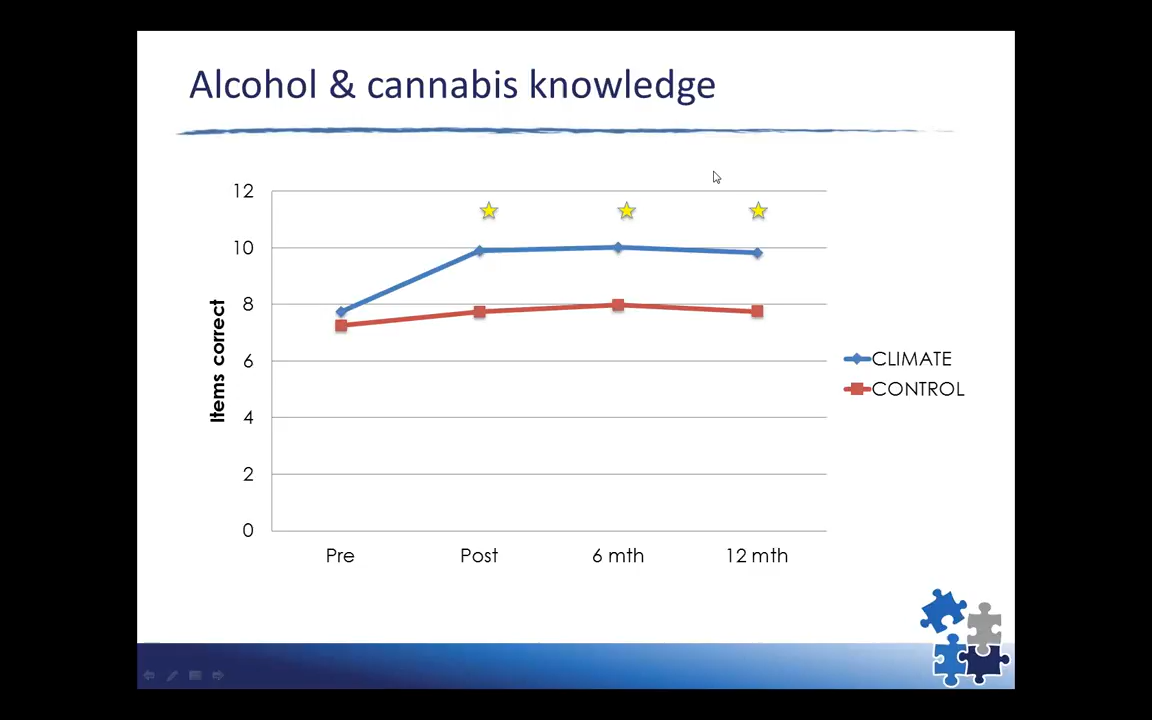 Alcohol & cannabis knowledge
12
10
8
6
4
2
0
Items correct
Pre Post 6 mth 12 mth
CLIMATE
CONTROL